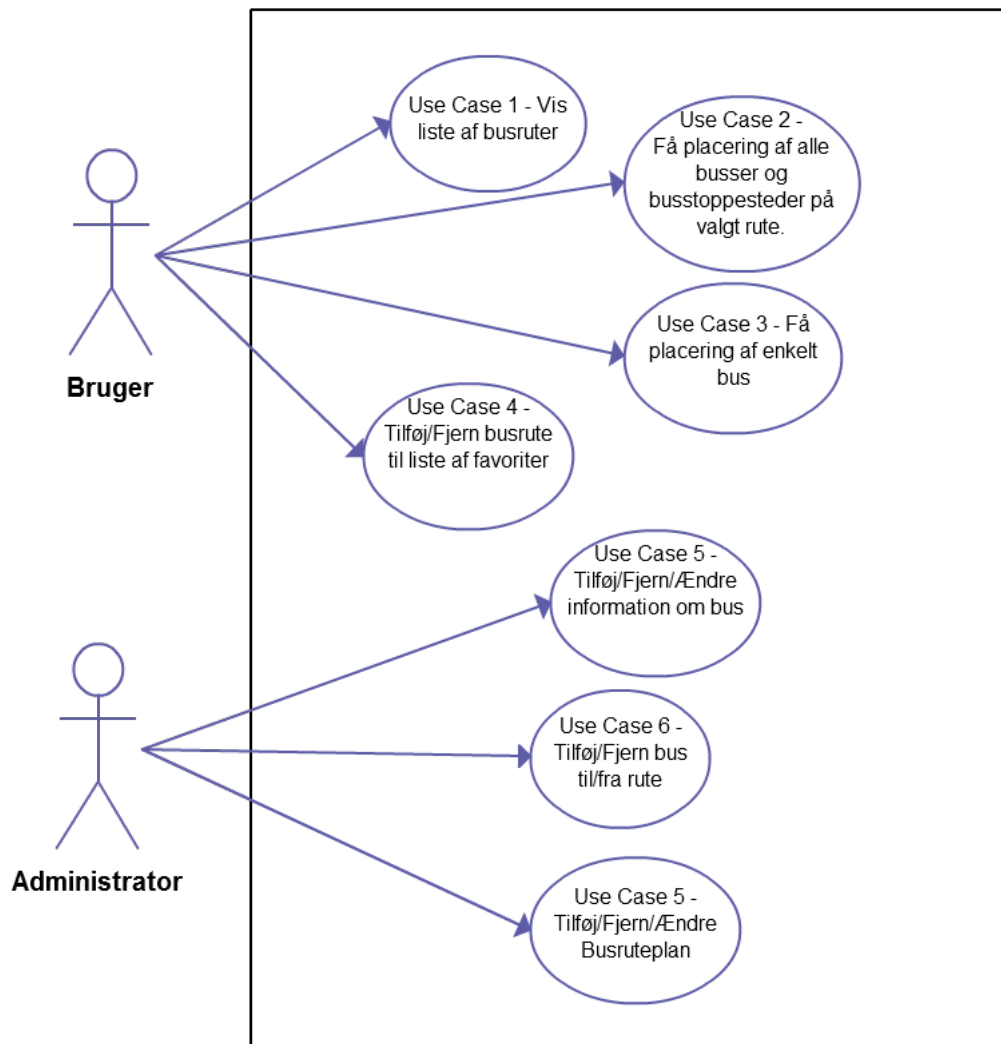 Use Case 1 - Vis
liste af busruter
Use Case 2 -
Få placering af alle
busser og
busstoppesteder på
valgt rute.
Use Case 3 - Få
placering af enkelt
bus
Bruger
Use Case 4 -
Tilføj/Fjern busrute
til liste af favoriter
Use Case 5 -
Tilføj/Fjern/Ændre
information om bus
Use Case 6 -
Tilføj/Fjern bus
til/fra rute
Administrator
Use Case 5 -
Tilføj/Fjern/Ændre
Busruteplan